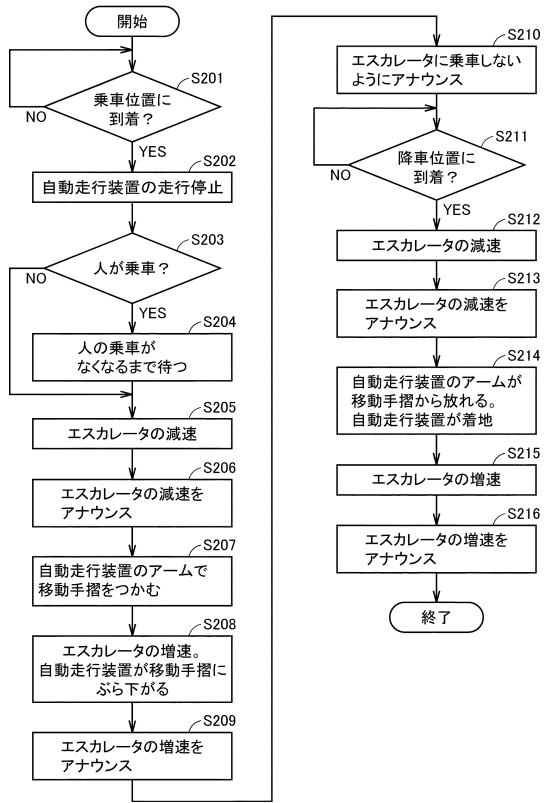 開始
S201
乗車位置に
到着？
NO
YES
S202
自動走行装置の走行停止
S203
人が乗車？
NO
YES
S204
人の乗車が
なくなるまで待つ
S205
エスカレータの減速
S206
エスカレータの減速を
アナウンス
S207
自動走行装置のアームで
移動手摺をつかむ
S208
エスカレータの増速。
自動走行装置が移動手摺に
ぶら下がる
S209
エスカレータの増速を
アナウンス
S210
エスカレータに乗車しない
ようにアナウンス
S211
降車位置に
到着？
NO
YES
S212
エスカレータの減速
S213
エスカレータの減速を
アナウンス
S214
自動走行装置のアームが
移動手摺から放れる。
自動走行装置が着地
S215
エスカレータの増速
S216
エスカレータの増速を
アナウンス
終了